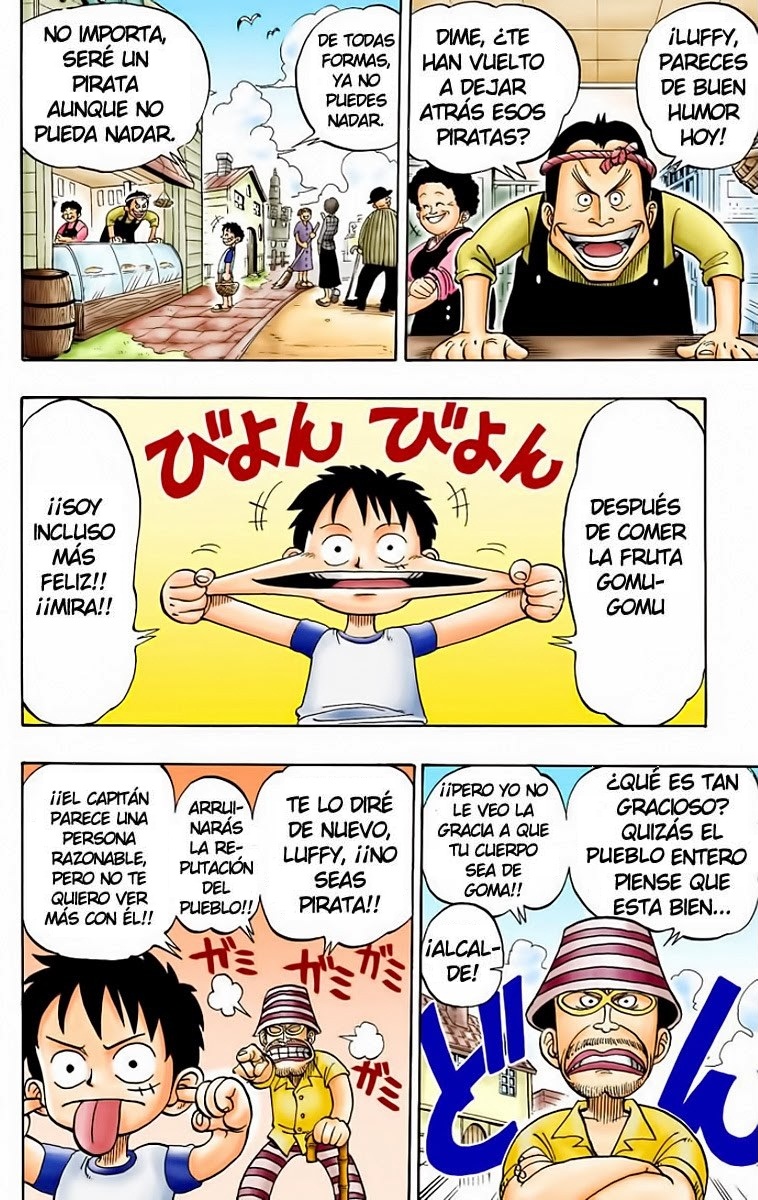 ¡LUFFY,
PARECES
DE BUEN
HUMOR
HOY!
DIME, ¿TE
HAN VUELTO
A DEJAR
ATRÁS ESOS
PIRATAS?
DE TODAS
FORMAS,
YA NO
PUEDES
NADAR.
NO IMPORTA,
SERÉ UN
PIRATA
AUNQUE NO
PUEDA NADAR.
びよん
びよん
DESPUÉS
DE COMER
LA FRUTA
GOMU-
GOMU
¡¡SOY
INCLUSO
MÁS
FELIZ!!
¡¡MIRA!!
¿QUÉ ES TAN
GRACIOSO?
QUIZÁS EL
PUEBLO ENTERO
PIENSE QUE
ESTA BIEN...
¡¡PERO YO NO
LE VEO LA
GRACIA A QUE
TU CUERPO
SEA DE
GOMA!!
¡ALCAL-
DE!
どん
TE LO DIRÉ
DE NUEVO,
LUFFY, ¡¡NO
SEAS
PIRATA!!
ARRUI-
NARÁS
LA RE-
PUTACIÓN
DEL
PUEBLO!!
¡¡EL CAPITÁN
PARECE UNA
PERSONA
RAZONABLE,
PERO NO TE
QUIERO VER
MÁS CON ÉL!!
ガミ
ガミ
ガミ
ガミ